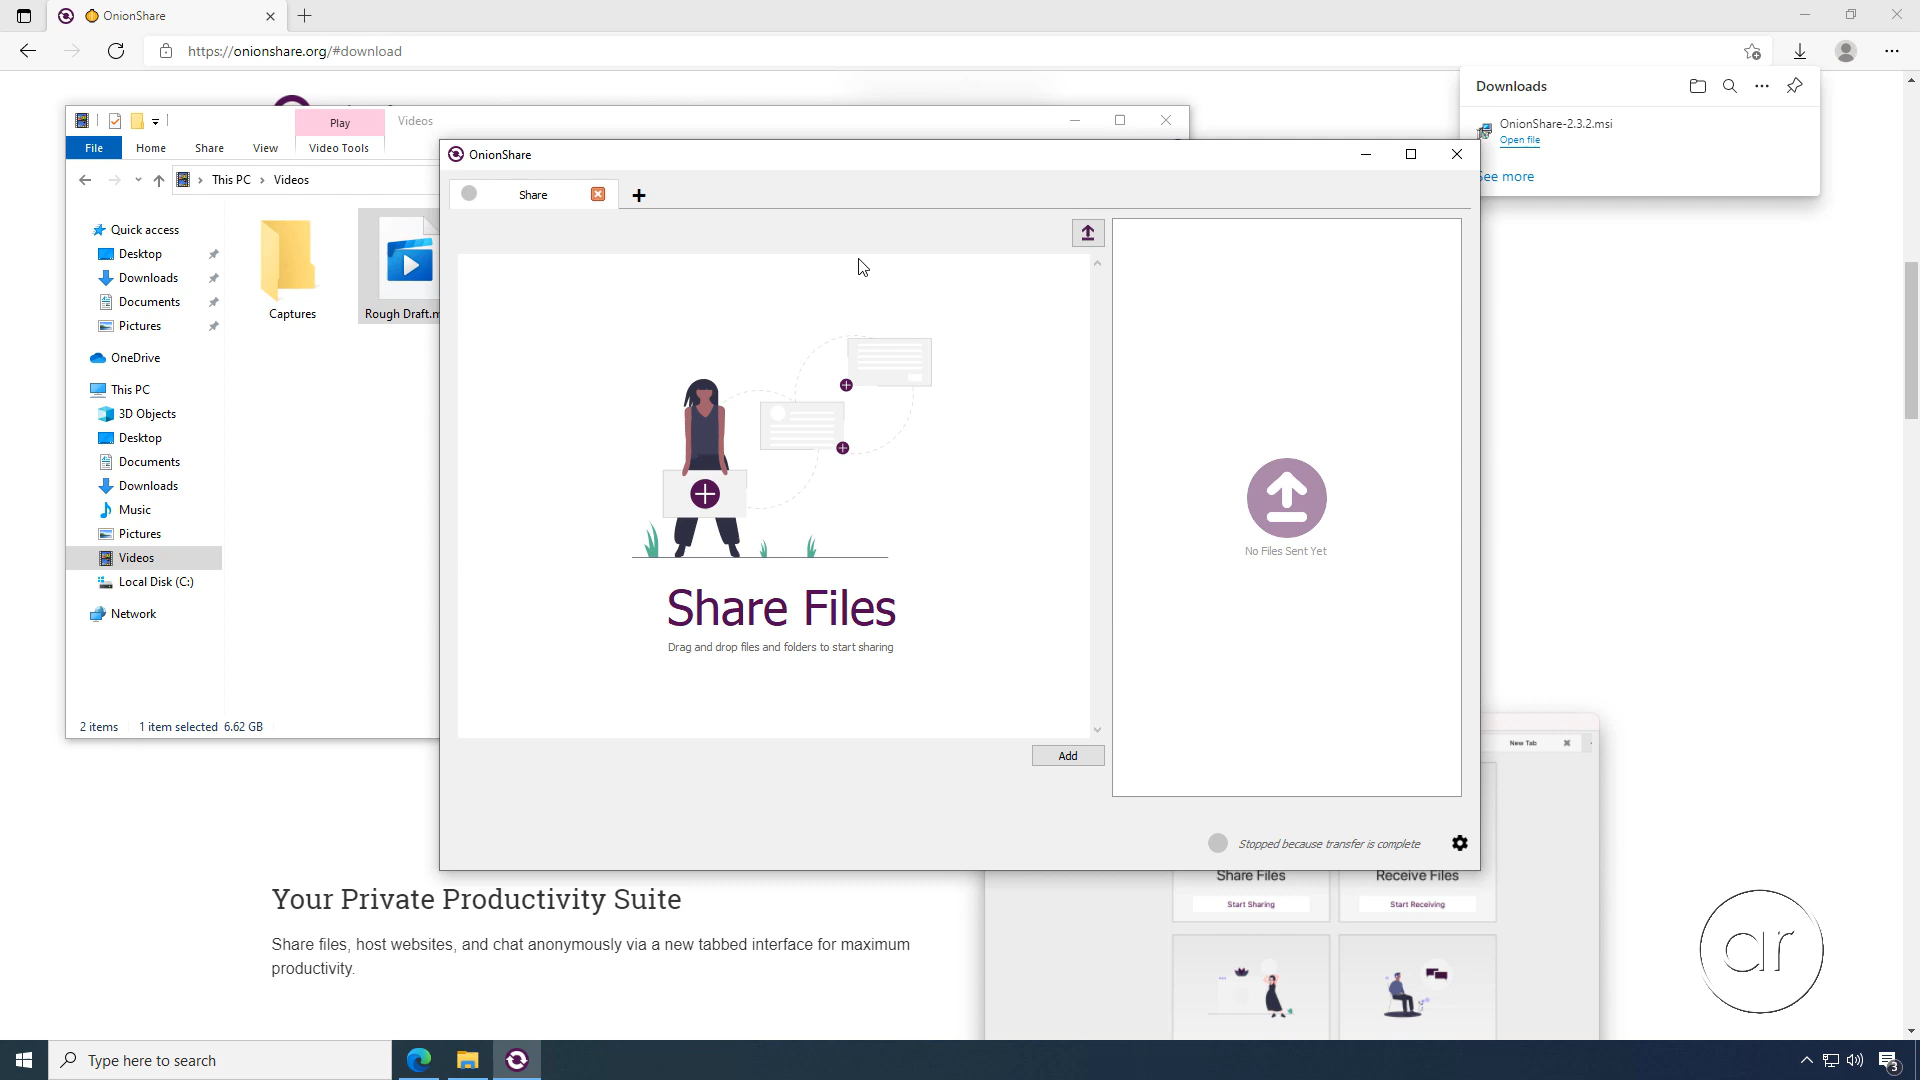 OnionShare
https://onionshare.org/#download
Downloads
OnionShare-2.3.2.msi
Open file
See more
Play
Videos
File
Home
Share
View
Video Tools
This PC
Videos
Quick access
Desktop
Downloads
Documents
Pictures
OneDrive
This PC
3D Objects
Desktop
Documents
Downloads
Music
Pictures
Videos
Local Disk (C:)
Network
Captures
Rough Draft.m
2 items
1 item selected 6.62 GB
OnionShare
Share
Share Files
Drag and drop files and folders to start sharing
Add
No Files Sent Yet
Stopped because transfer is complete
New Tab
Share Files
Receive Files
Start Sharing
Start Receiving
Your Private Productivity Suite
Share files, host websites, and chat anonymously via a new tabbed interface for maximum
productivity.
ar
Type here to search
3